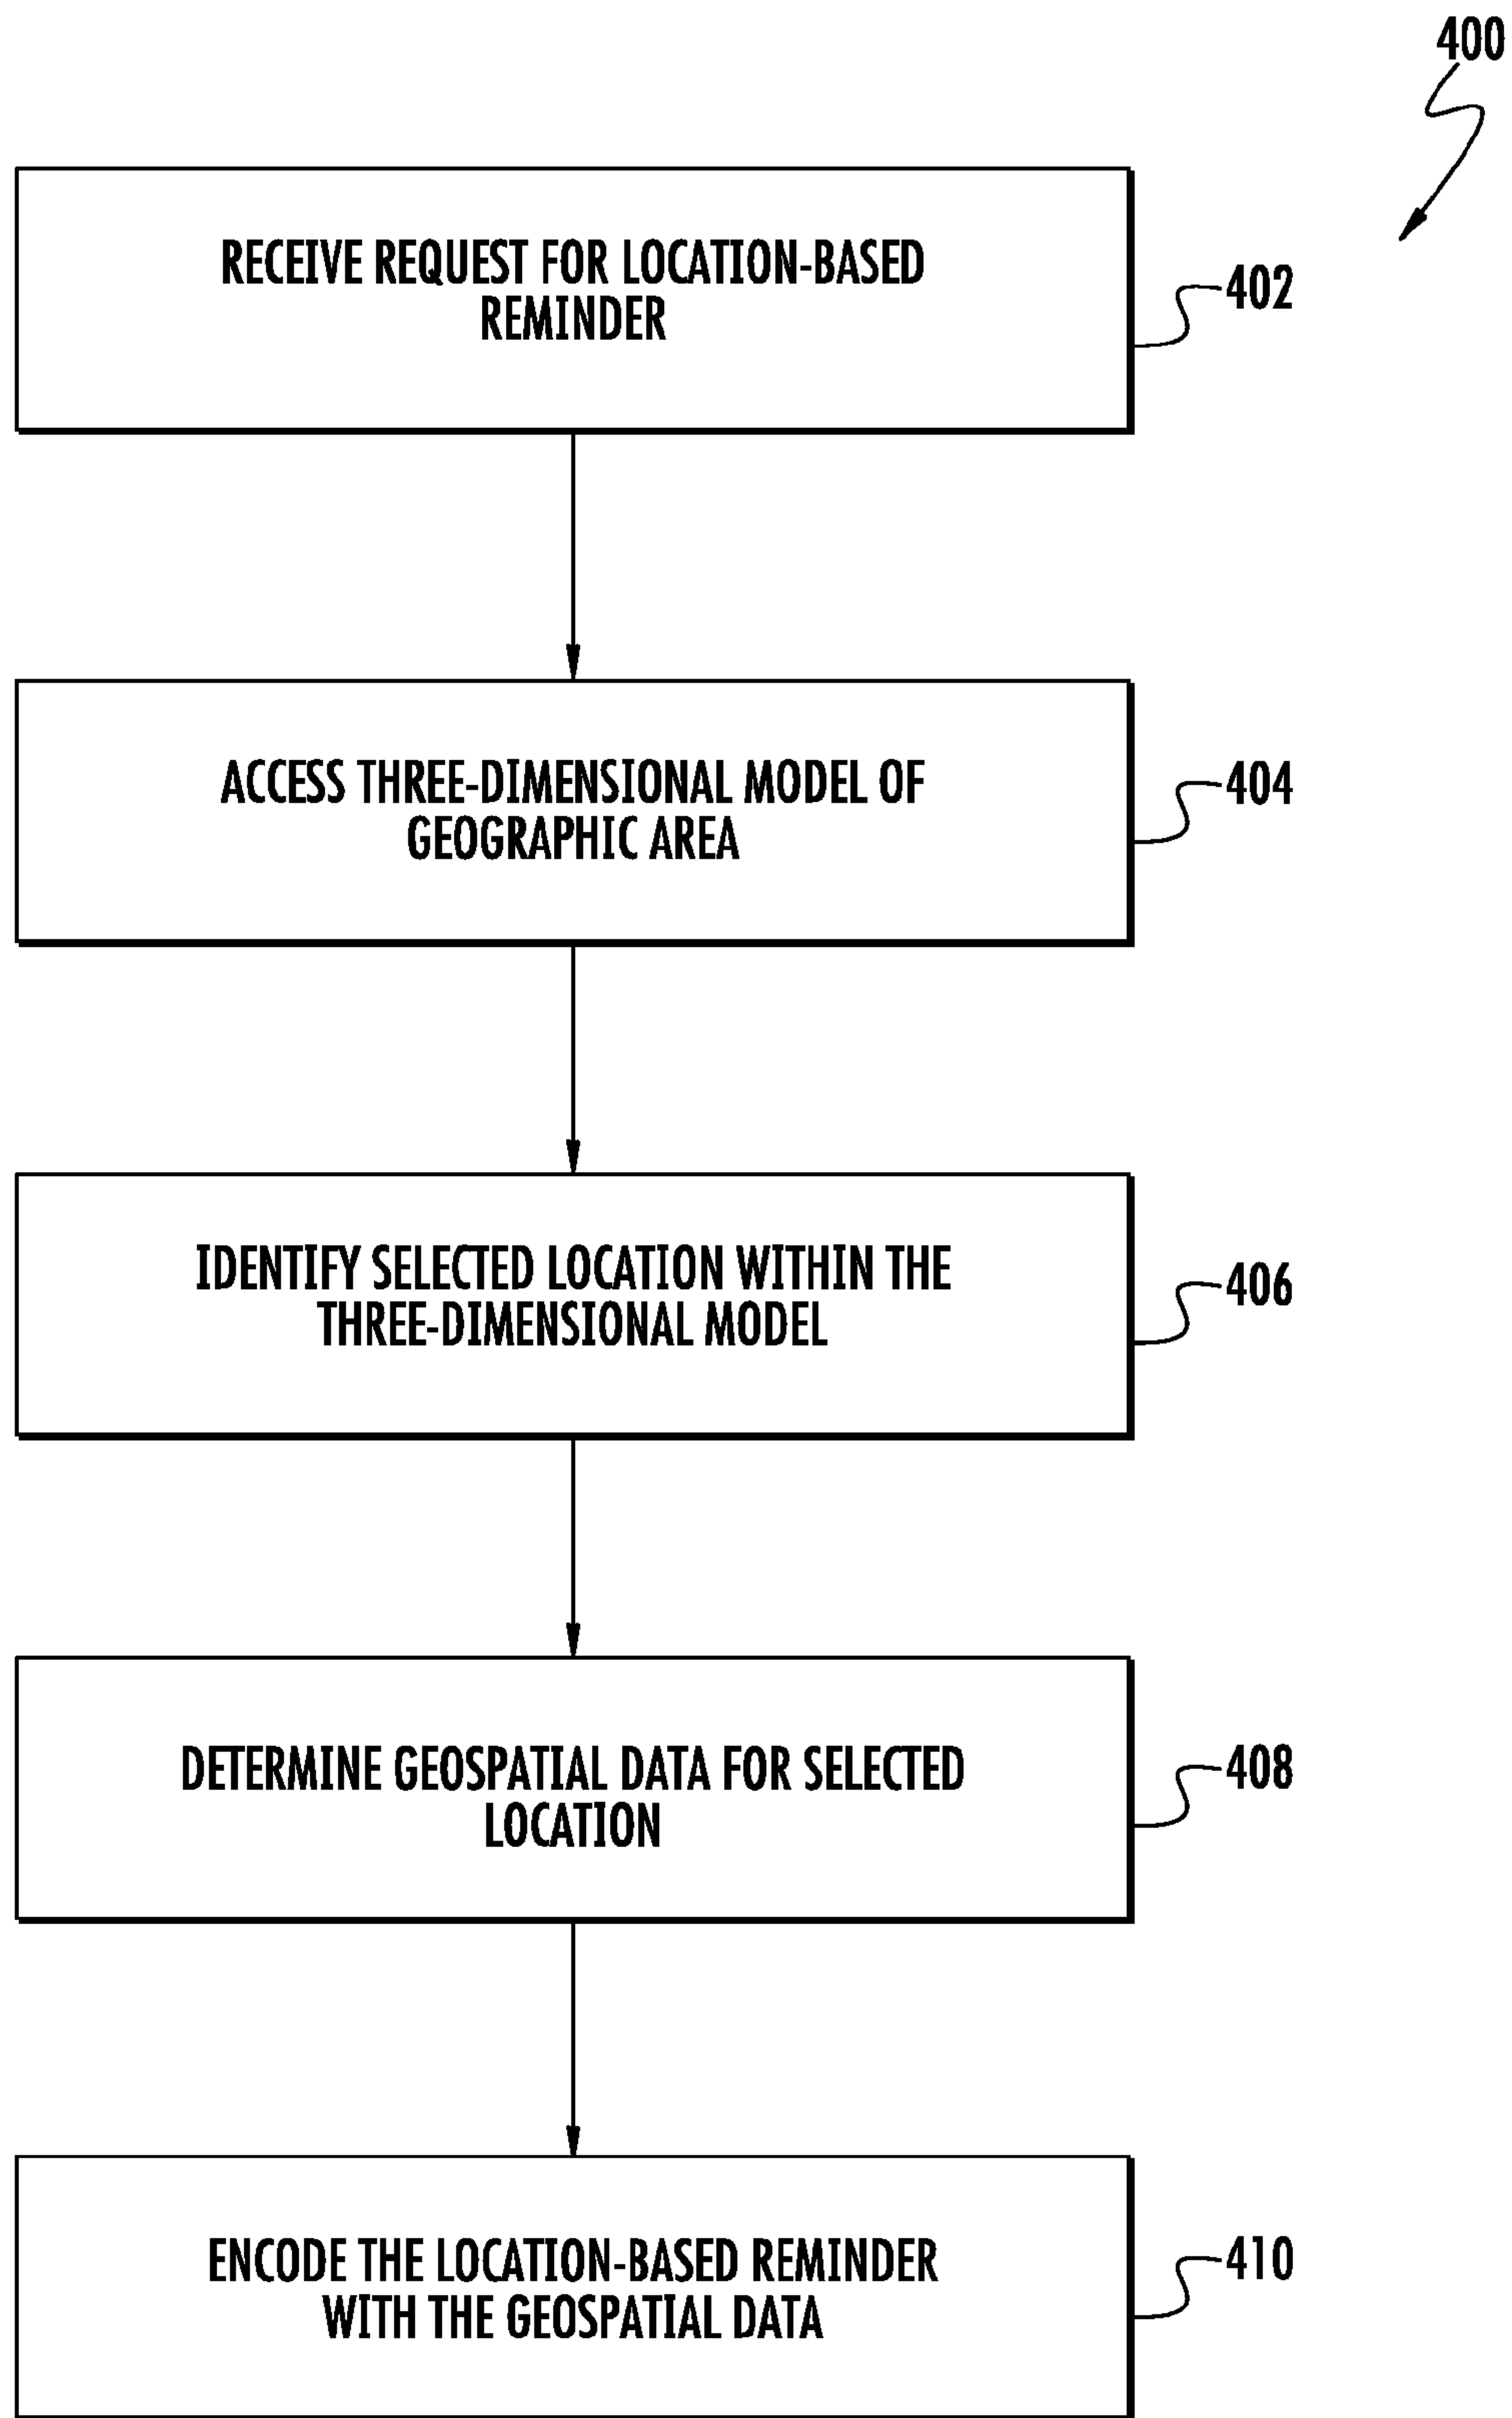 400
RECEIVE REQUEST FOR LOCATION-BASED
REMINDER
402
ACCESS THREE-DIMENSIONAL MODEL OF
GEOGRAPHIC AREA
404
IDENTIFY SELECTED LOCATION WITHIN THE
THREE-DIMENSIONAL MODEL
406
DETERMINE GEOSPATIAL DATA FOR SELECTED
LOCATION
408
ENCODE THE LOCATION-BASED REMINDER
WITH THE GEOSPATIAL DATA
410